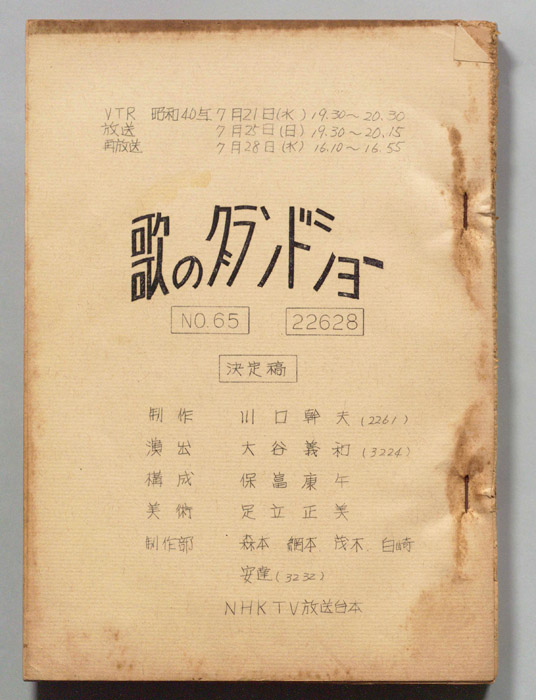 VTR 昭和40年7月21日(水) 19.30〜20.30
放送 7月25日(日) 19.30〜20.15
再放送 7月28日(水) 16.10〜16.55
歌のグランドショー
NO.65 22628
決定稿
制作 川口幹夫(2261)
演出 大谷義和(3224)
構成 保富康午
美術 足立正美
制作部 森本 綱本 茂木 白崎
安達(3232)
NHKTV放送台本